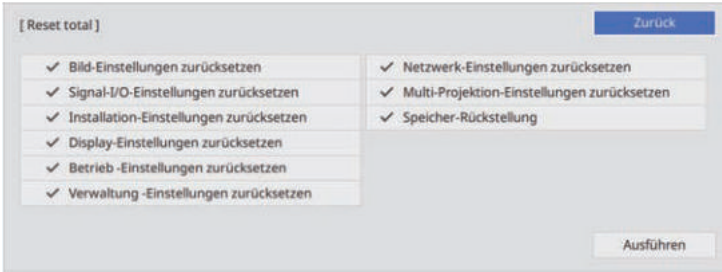 [ Reset total ]
Zurück
Bild-Einstellungen zurücksetzen
Signal-I/O-Einstellungen zurücksetzen
Installation-Einstellungen zurücksetzen
Display-Einstellungen zurücksetzen
Betrieb -Einstellungen zurücksetzen
Verwaltung -Einstellungen zurücksetzen
Netzwerk-Einstellungen zurücksetzen
Multi-Projektion-Einstellungen zurücksetzen
Speicher-Rückstellung
Ausführen